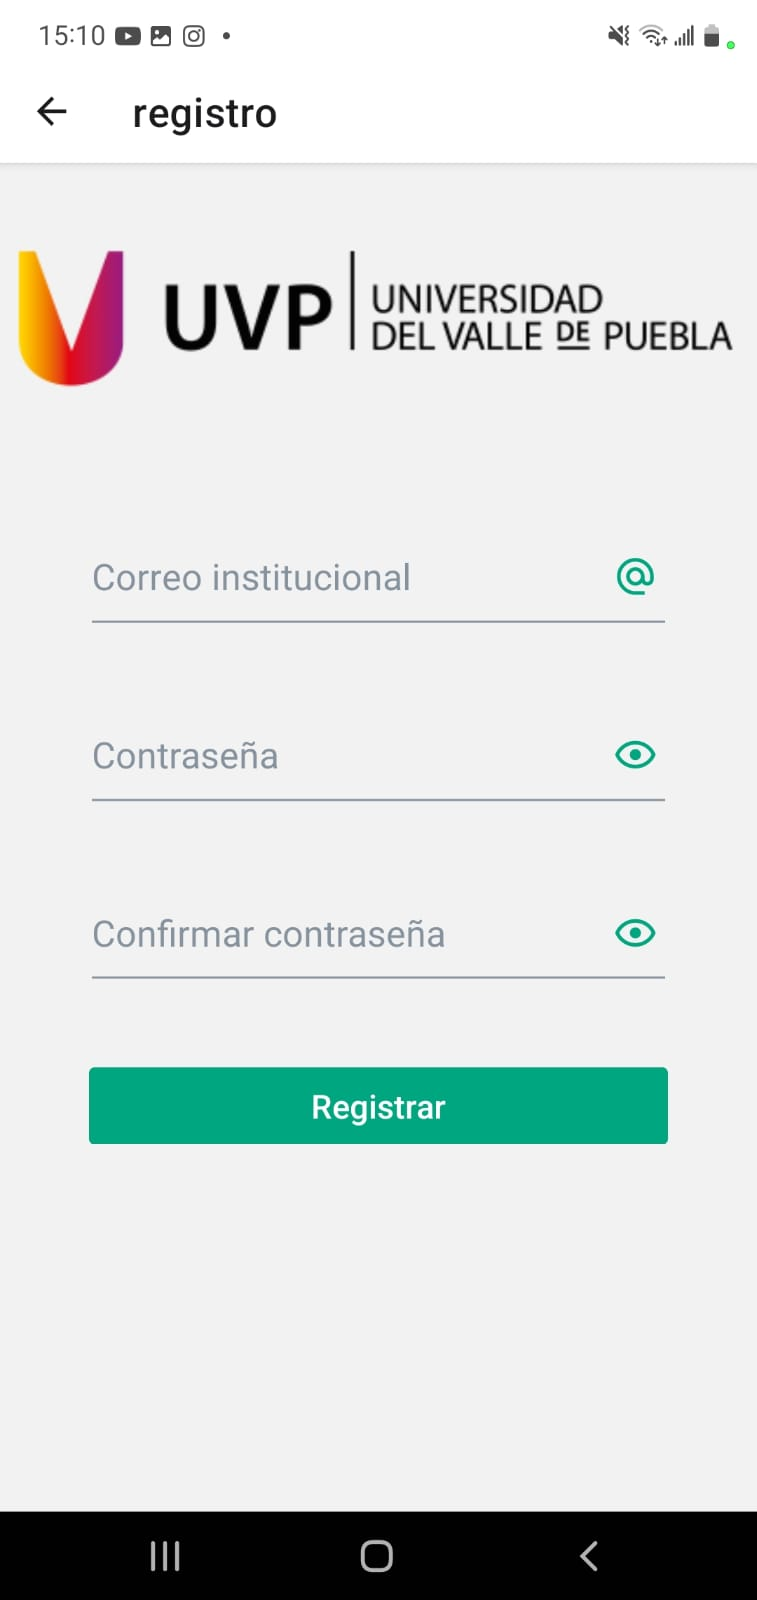 15:10
registro
UVP
UNIVERSIDAD
DEL VALLE DE PUEBLA
Correo institucional
Contraseña
Confirmar contraseña
Registrar